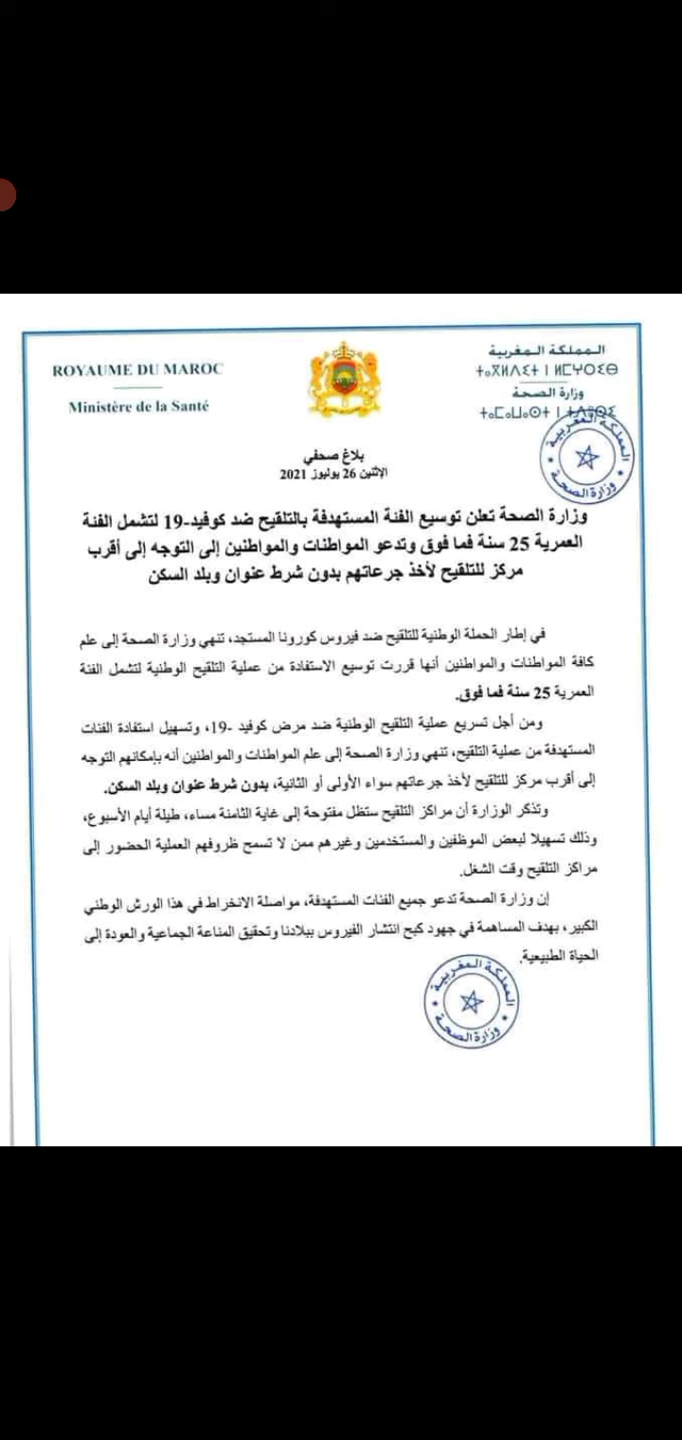 ROYAUME DU MAROC
Ministère de la Santé
المملكة المغربية
ⵜⴰⴳⵍⴷⵉⵜ ⵏ ⵍⵎⵖⵔⵉⴱ
وزارة الصحة
ⵜⴰⵎⴰⵡⴰⵙⵜ ⵏ
المملكة المغربية
وزارة الصحة
بلاغ صحفي
الإثنين 26 يوليوز 2021
وزارة الصحة تعلن توسيع الفئة المستهدفة بالتلقيح ضد كوفيد-19 لتشمل الفئة
العمرية 25 سنة فما فوق وتدعو المواطنات والمواطنين إلى التوجه إلى أقرب
مركز للتلقيح لأخذ جرعاتهم بدون شرط عنوان وبلد السكن
في إطار الحملة الوطنية للتلقيح ضد فيروس كورونا المستجد، تنهي وزارة الصحة إلى علم
كافة المواطنات والمواطنين أنها قررت توسيع الاستفادة من عملية التلقيح الوطنية لتشمل الفئة
العمرية 25 سنة فما فوق.
ومن أجل تسريع عملية التلقيح الوطنية ضد مرض كوفيد -19، وتسهيل استفادة الفئات
المستهدفة من عملية التلقيح، تنهي وزارة الصحة إلى علم المواطنات والمواطنين أنه بإمكانهم التوجه
إلى أقرب مركز للتلقيح لأخذ جرعاتهم سواء الأولى أو الثانية، بدون شرط عنوان وبلد السكن.
وتذكر الوزارة أن مراكز التلقيح ستظل مفتوحة إلى غاية الثامنة مساء، طيلة أيام الأسبوع،
وذلك تسهيلا لبعض الموظفين والمستخدمين وغيرهم ممن لا تسمح ظروفهم العملية الحضور إلى
مراكز التلقيح وقت الشغل.
إن وزارة الصحة تدعو جميع الفئات المستهدفة، مواصلة الانخراط في هذا الورش الوطني
الكبير، بهدف المساهمة في جهود كبح انتشار الفيروس ببلادنا وتحقيق المناعة الجماعية والعودة إلى
الحياة الطبيعية.
المملكة المغربية
وزارة الصحة